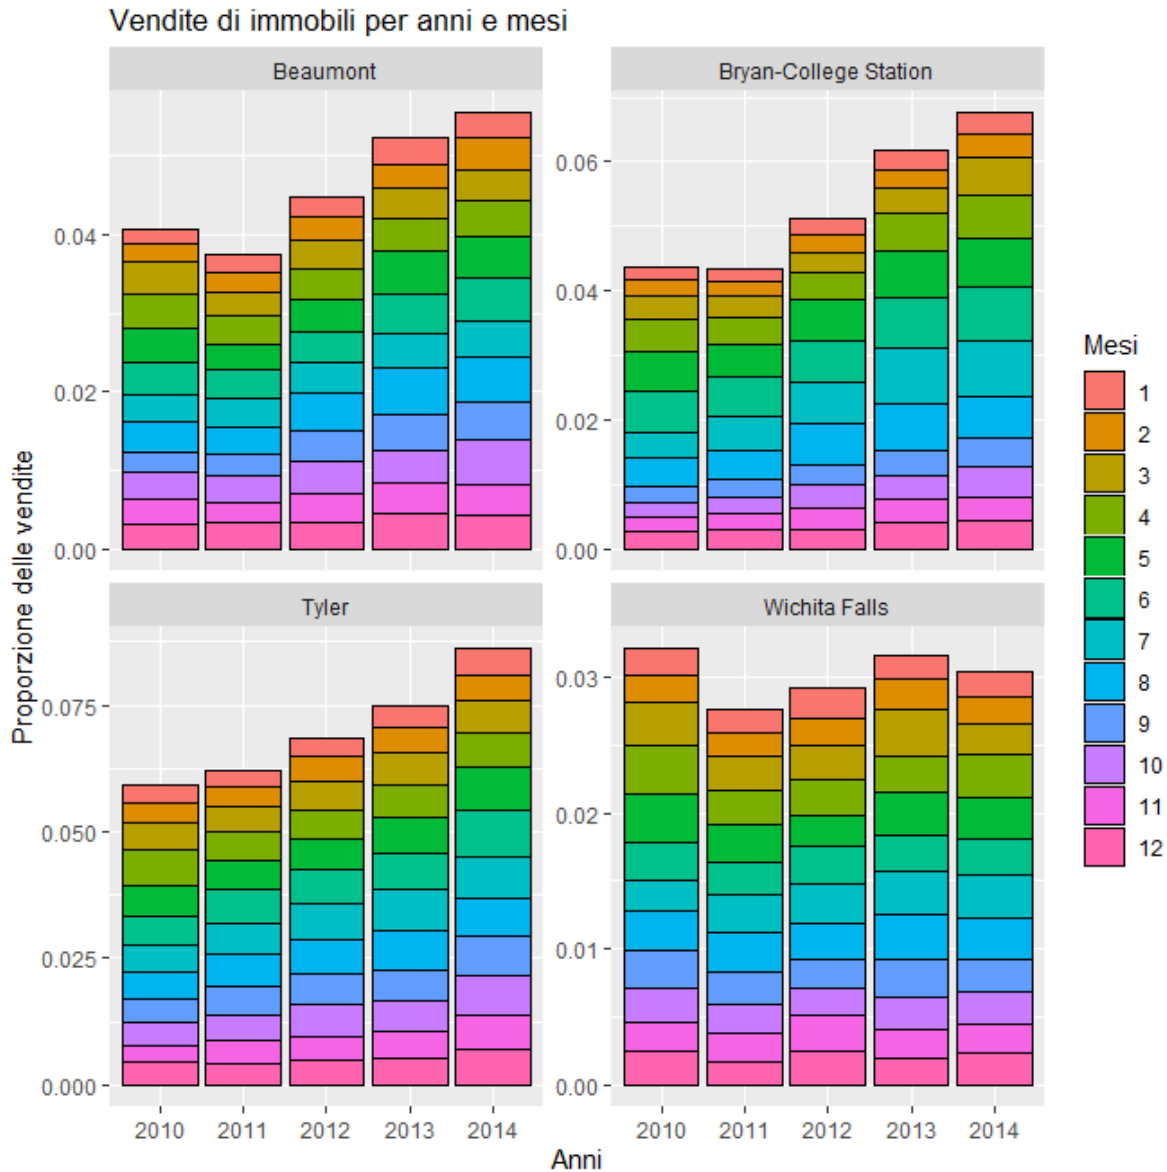 Vendite di immobili per anni e mesi
Beaumont
Bryan-College Station
0.04
0.02
0.00
0.06
0.04
0.02
0.00
Tyler
Wichita Falls
0.075
0.050
0.025
0.000
0.03
0.02
0.01
0.00
2010 2011 2012 2013 2014
2010 2011 2012 2013 2014
Anni
Proporzione delle vendite
Mesi
1
2
3
4
5
6
7
8
9
10
11
12